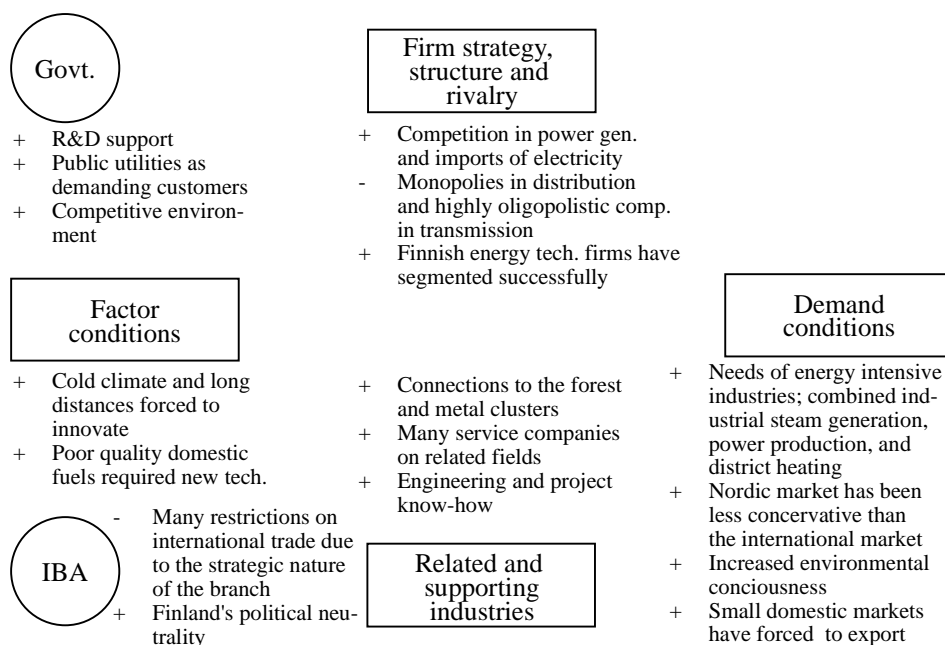 Govt.
+ R&D support
+ Public utilities as
demanding customers
+ Competitive environ-
ment
Firm strategy,
structure and
rivalry
+ Competition in power gen.
and imports of electricity
- Monopolies in distribution
and highly oligopolistic comp.
in transmission
+ Finnish energy tech. firms have
segmented successfully
Factor
conditions
+ Cold climate and long
distances forced to
innovate
+ Poor quality domestic
fuels required new tech.
+ Connections to the forest
and metal clusters
+ Many service companies
on related fields
+ Engineering and project
know-how
Demand
conditions
+ Needs of energy intensive
industries; combined ind-
ustrial steam generation,
power production, and
district heating
+ Nordic market has been
less concervative than
the international market
+ Increased environmental
conciousness
+ Small domestic markets
have forced to export
IBA
- Many restrictions on
international trade due
to the strategic nature
of the branch
+ Finland's political neu-
trality
Related and
supporting
industries